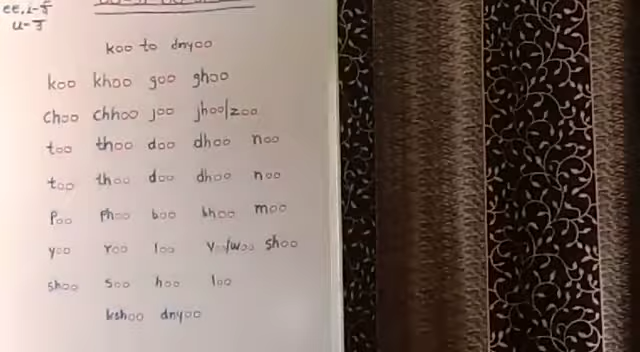 ee, i-ई
u-उ
koo to dnyoo
koo khoo goo ghoo
choo chhoo joo jhoo/zoo
too thoo doo dhoo noo
too thoo doo dhoo noo
poo phoo boo bhoo moo
yoo roo loo voo/woo shoo
shoo soo hoo loo
kshoo dnyoo